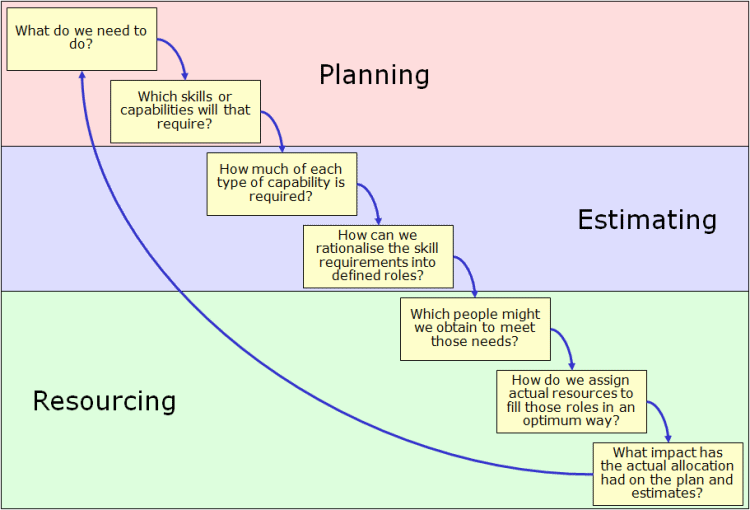 What do we need to
do?
Planning
Which skills or
capabilities will that
require?
How much of each
type of capability is
required?
Estimating
How can we
rationalise the skill
requirements into
defined roles?
Which people might
we obtain to meet
those needs?
Resourcing
How do we assign
actual resources to
fill those roles in an
optimum way?
What impact has
the actual allocation
had on the plan and
estimates?